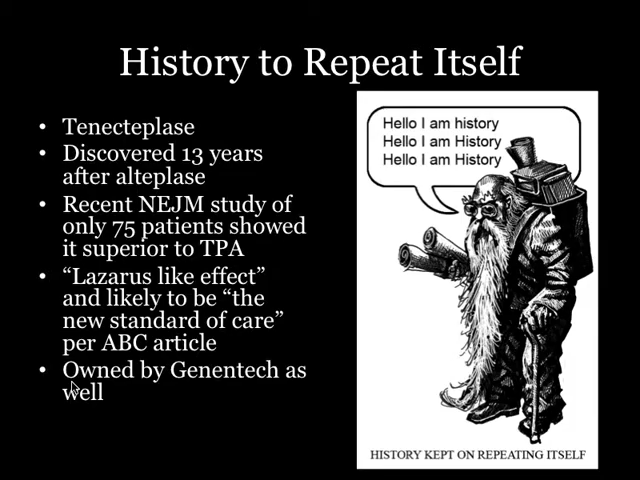 History to Repeat Itself
• Tenecteplase
• Discovered 13 years
after alteplase
• Recent NEJM study of
only 75 patients showed
it superior to TPA
• “Lazarus like effect”
and likely to be “the
new standard of care”
per ABC article
• Owned by Genentech as
well
Hello I am history
Hello I am History
Hello I am History
HISTORY KEPT ON REPEATING ITSELF